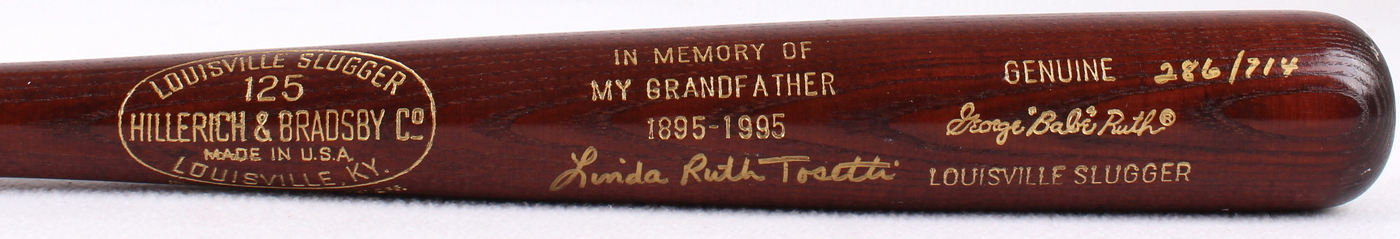 LOUISVILLE SLUGGER
125
HILLERICH & BRADSBY Cº
MADE IN U.S.A.
LOUISVILLE, KY.
IN MEMORY OF
MY GRANDFATHER
1895-1995
Linda Ruth Tosetti
GENUINE 286/714
George "Babe" Ruth®
LOUISVILLE SLUGGER